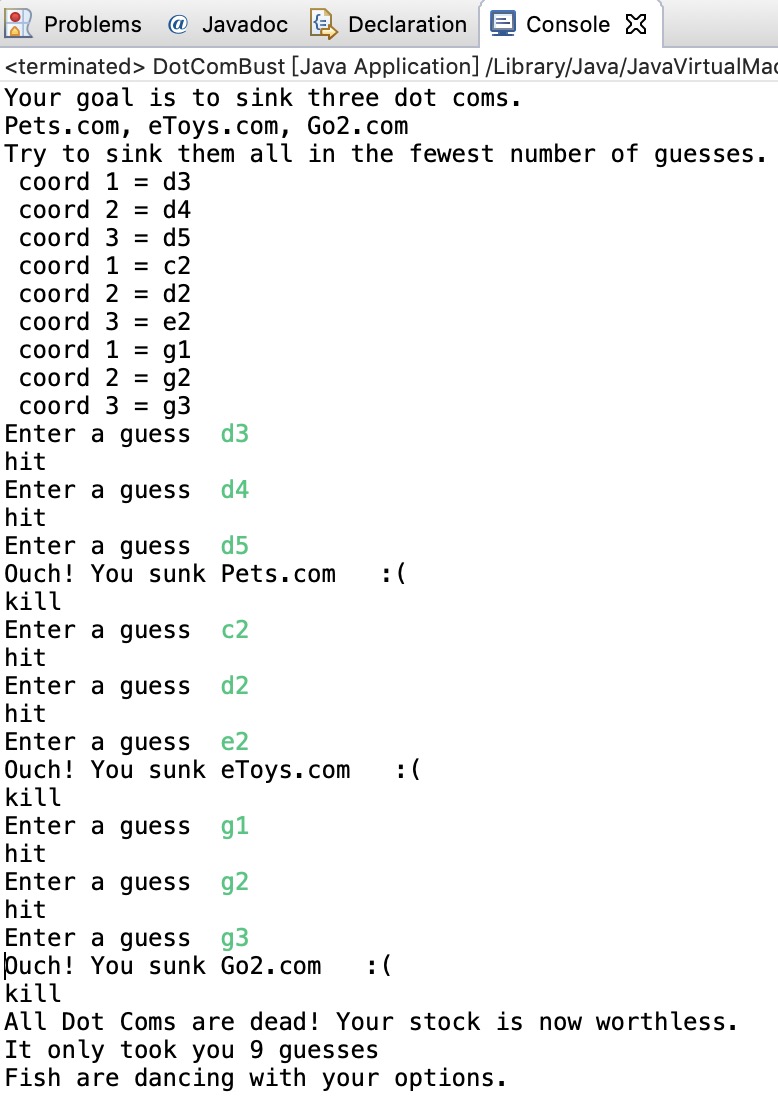 Problems @ Javadoc Declaration Console
<terminated> DotComBust [Java Application] /Library/Java/JavaVirtualMac
Your goal is to sink three dot coms.
Pets.com, eToys.com, Go2.com
Try to sink them all in the fewest number of guesses.
coord 1 = d3
coord 2 = d4
coord 3 = d5
coord 1 = c2
coord 2 = d2
coord 3 = e2
coord 1 = g1
coord 2 = g2
coord 3 = g3
Enter a guess  d3
hit
Enter a guess  d4
hit
Enter a guess  d5
Ouch! You sunk Pets.com   :(
kill
Enter a guess  c2
hit
Enter a guess  d2
hit
Enter a guess  e2
Ouch! You sunk eToys.com   :(
kill
Enter a guess  g1
hit
Enter a guess  g2
hit
Enter a guess  g3
Ouch! You sunk Go2.com   :(
kill
All Dot Coms are dead! Your stock is now worthless.
It only took you 9 guesses
Fish are dancing with your options.